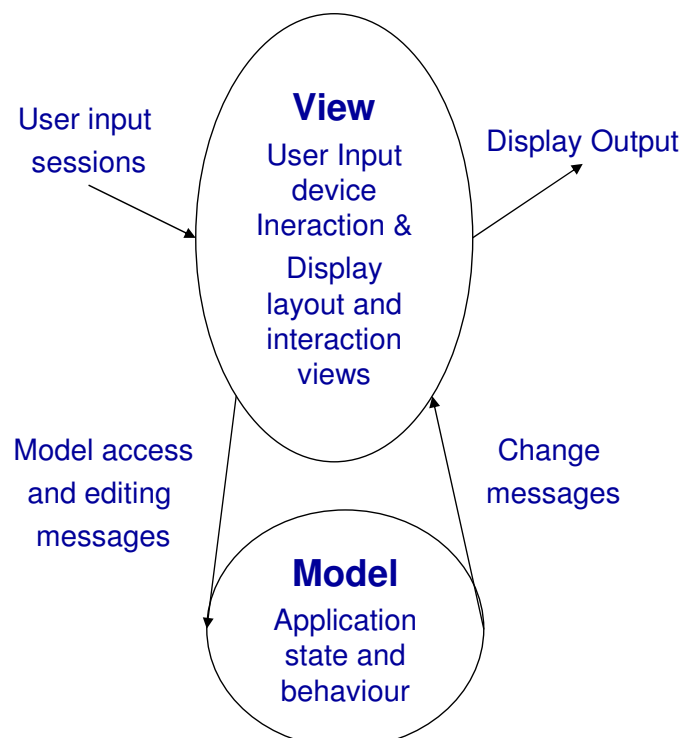 User input
sessions
View
User Input
device
Ineraction &
Display
layout and
interaction
views
Display Output
Model access
and editing
messages
Change
messages
Model
Application
state and
behaviour